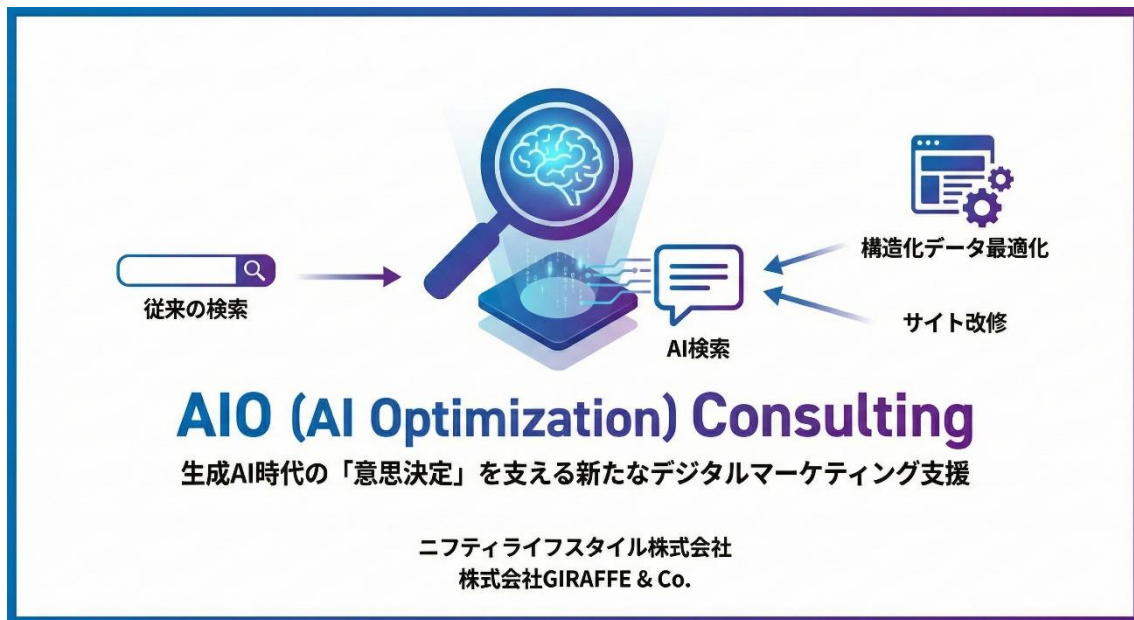 従来の検索
AI検索
構造化データ最適化
サイト改修
AIO (AI Optimization) Consulting
生成AI時代の「意思決定」を支える新たなデジタルマーケティング支援
ニフティライフスタイル株式会社
株式会社GIRAFFE & Co.